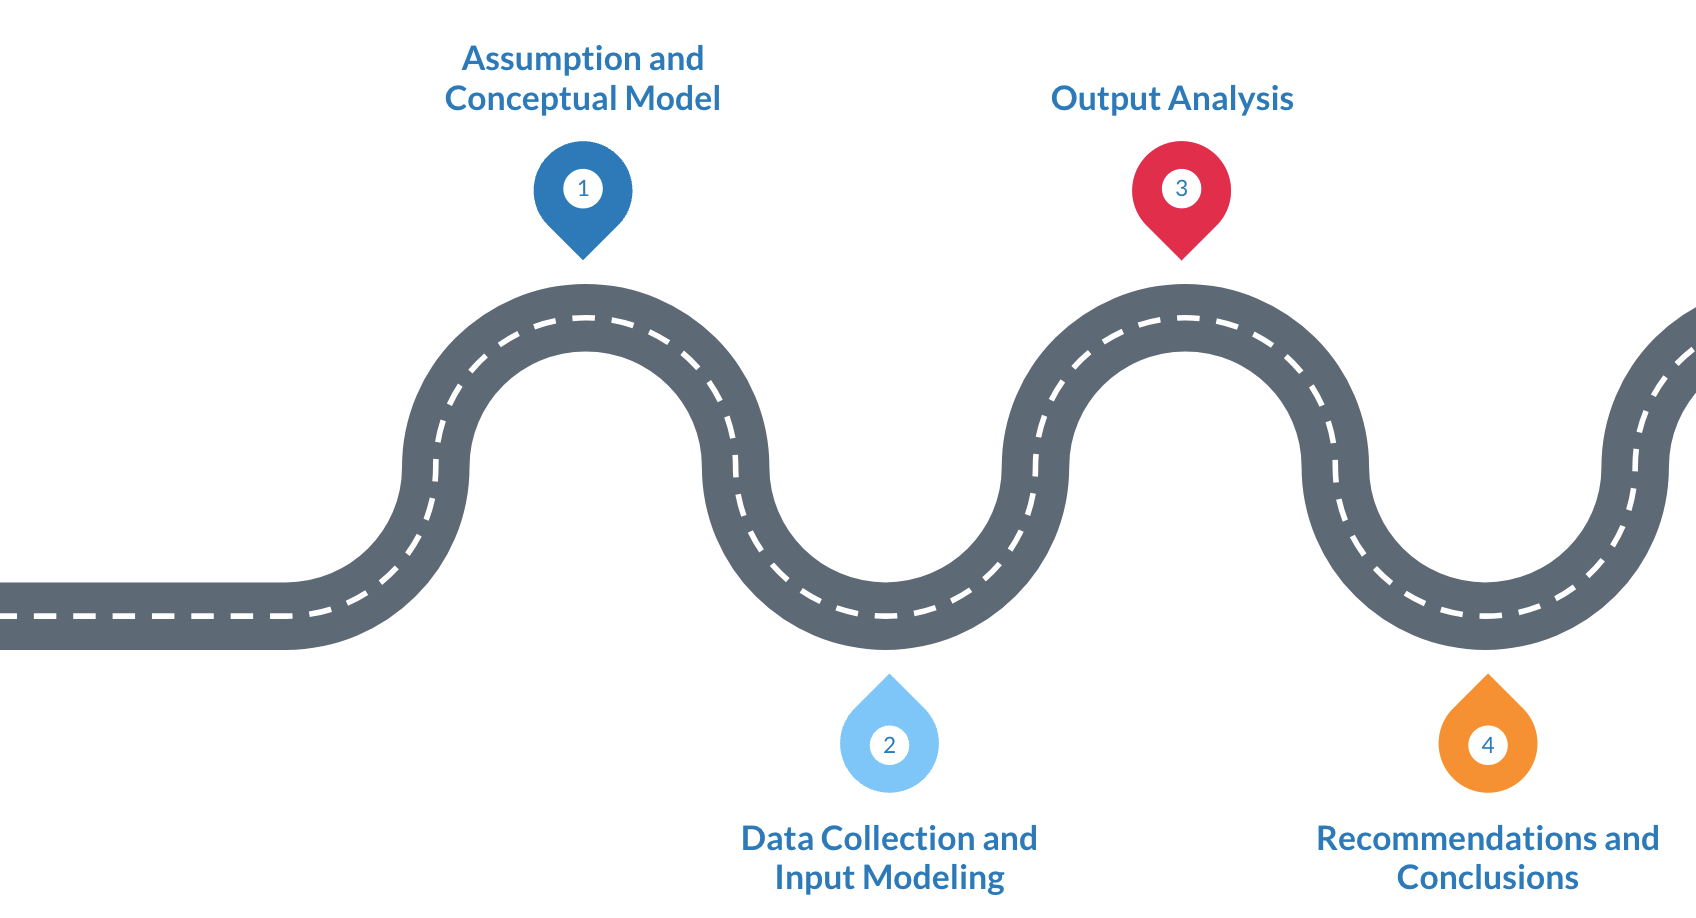 Assumption and
Conceptual Model
1
Data Collection and
Input Modeling
2
Output Analysis
3
Recommendations and
Conclusions
4